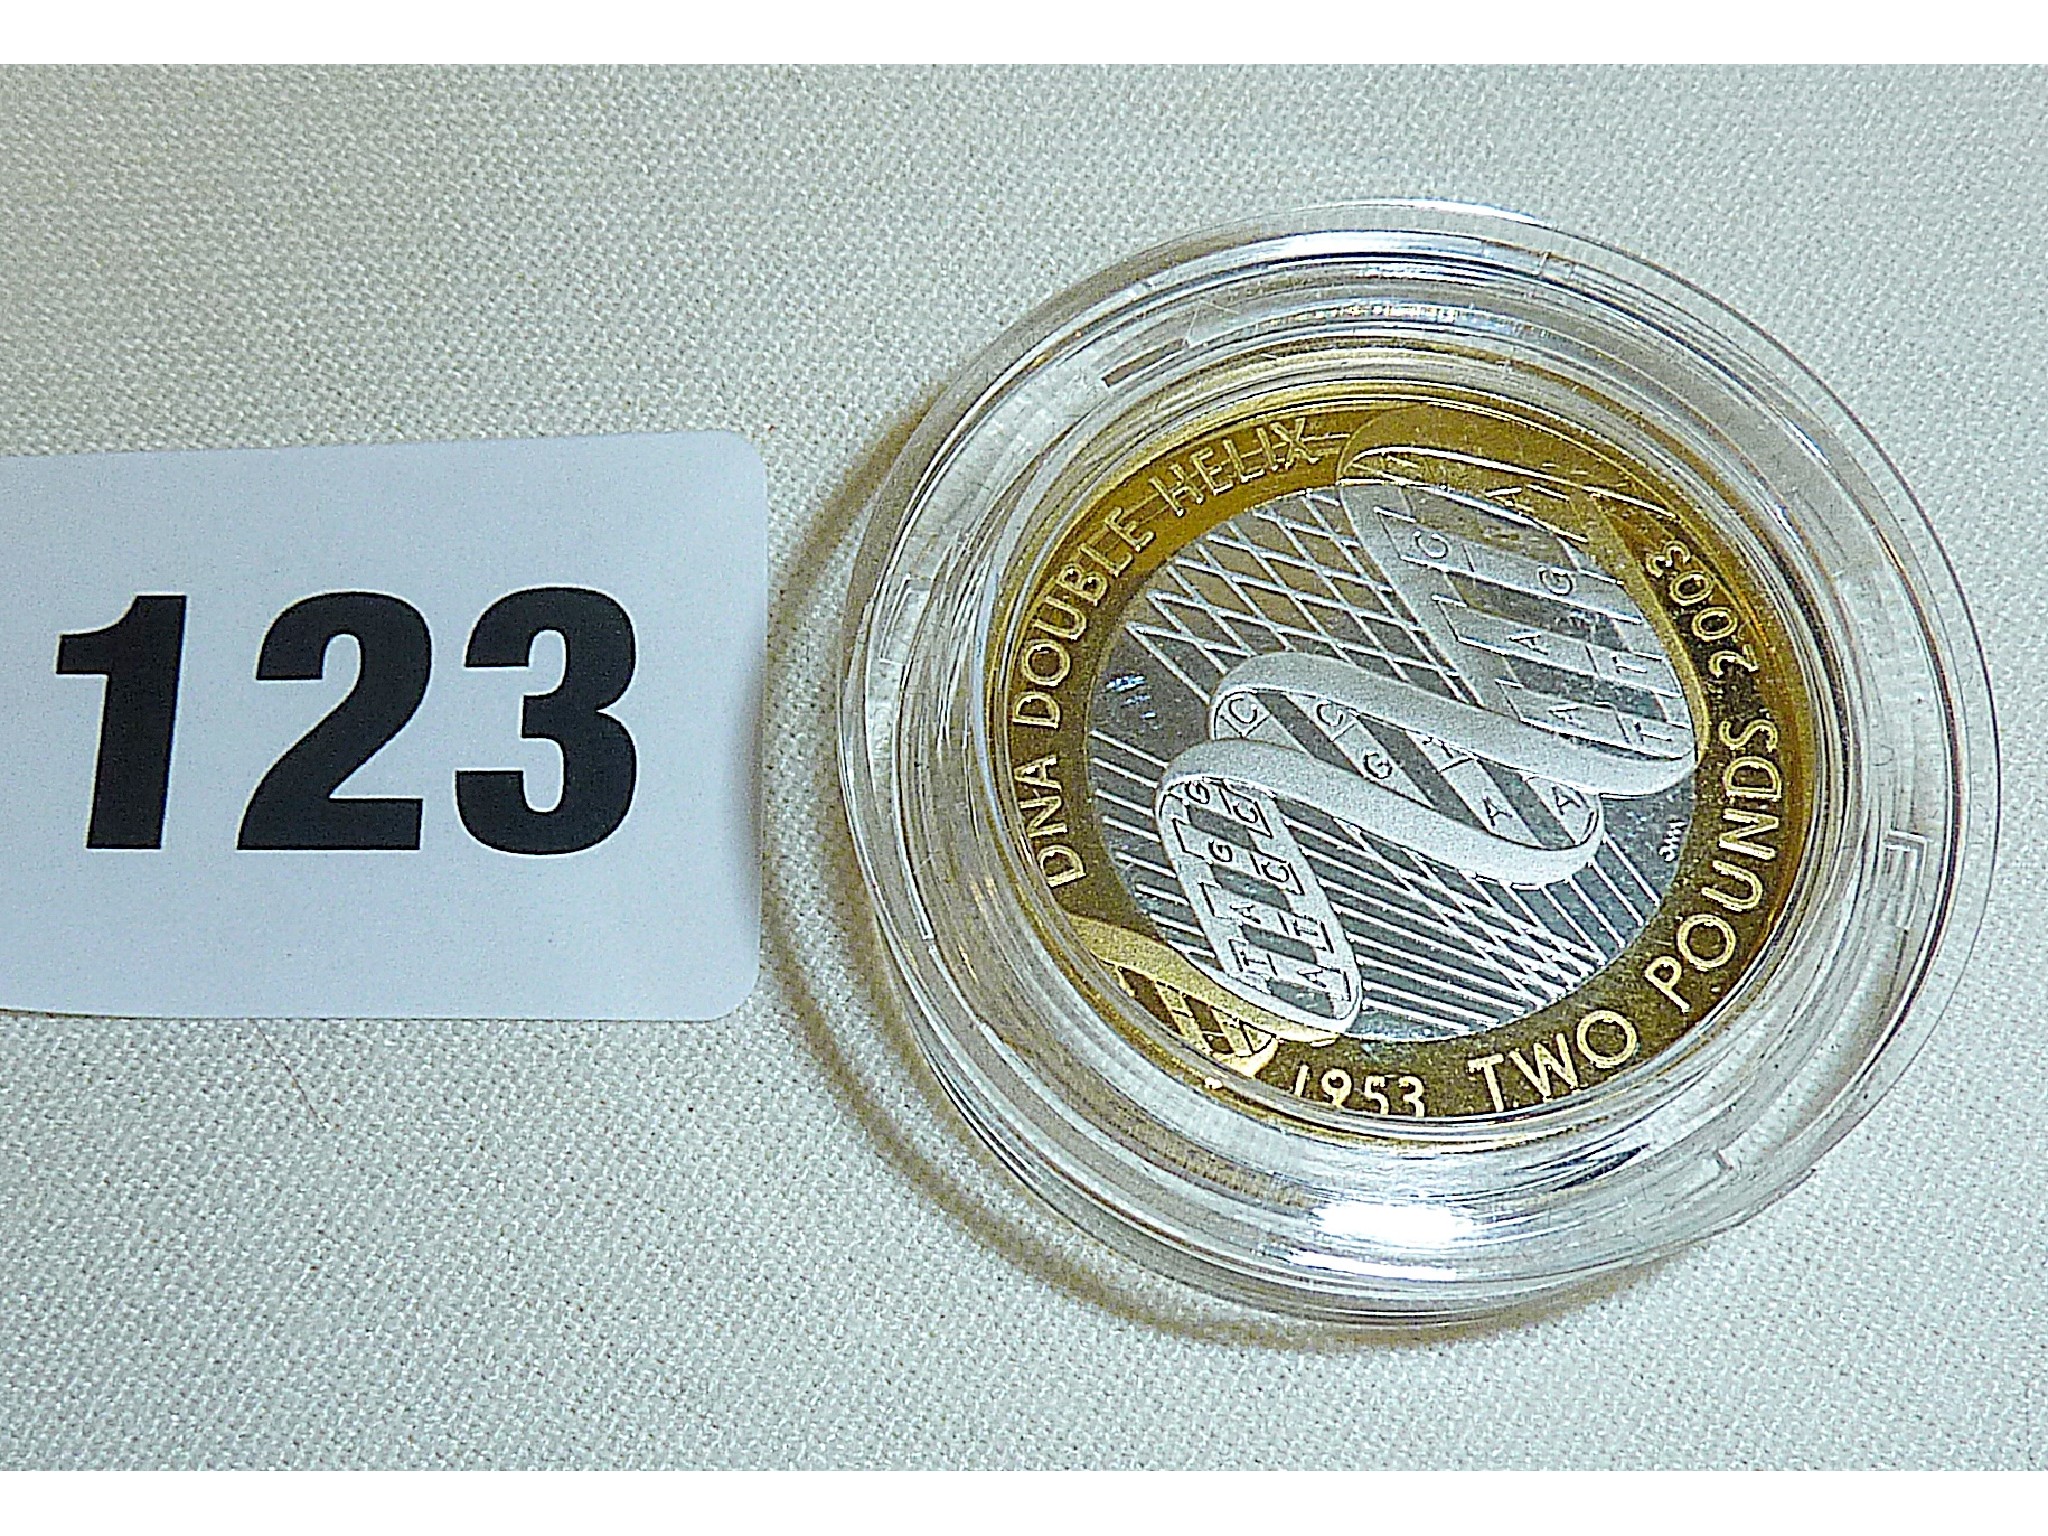 123
DNA DOUBLE HELIX
1953 TWO POUNDS 2003